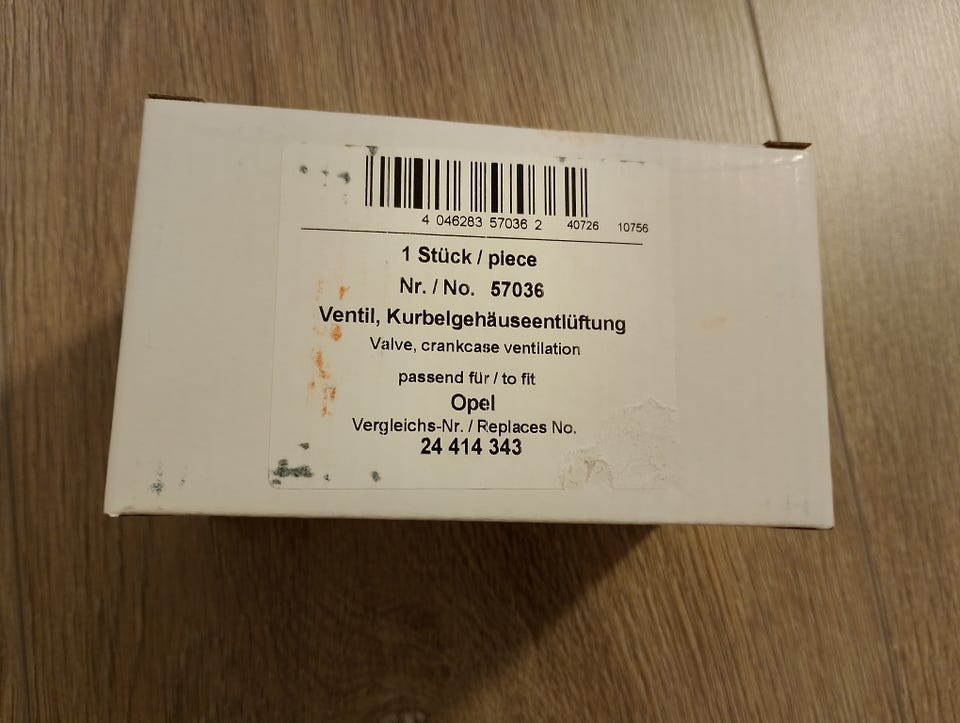 4 046283 57036 2 40726 10756
1 Stück / piece
Nr. / No. 57036
Ventil, Kurbelgehäuseentlüftung
Valve, crankcase ventilation
passend für / to fit
Opel
Vergleichs-Nr. / Replaces No.
24 414 343